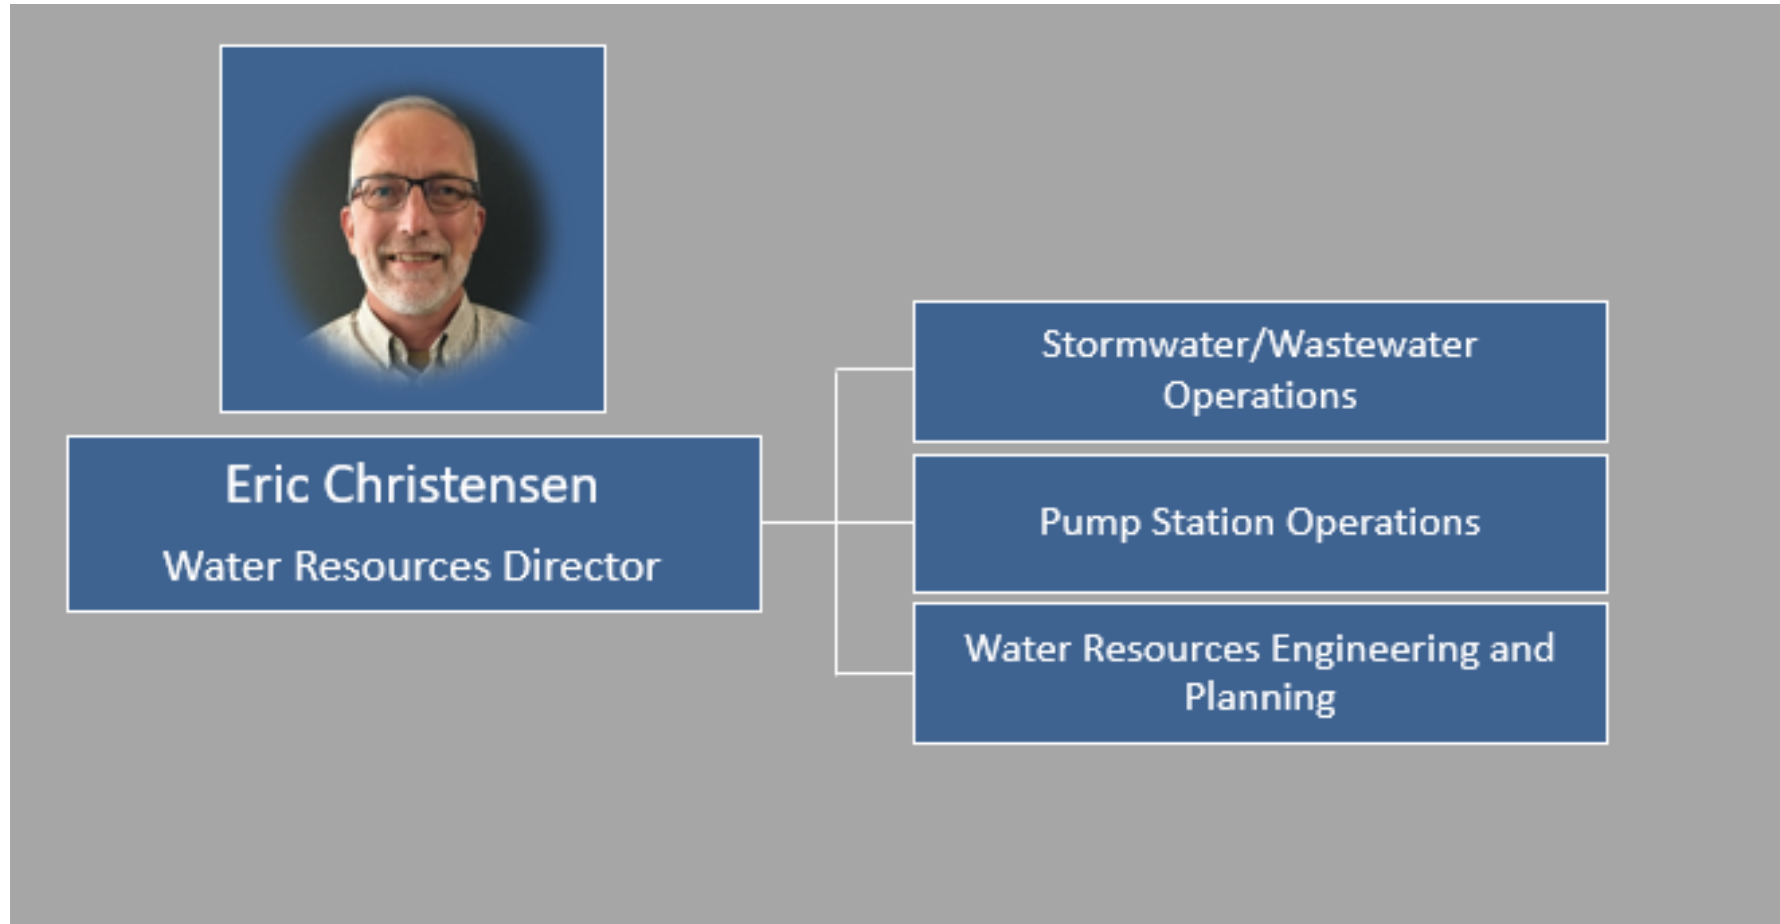 Eric Christensen
Water Resources Director
Stormwater/Wastewater
Operations
Pump Station Operations
Water Resources Engineering and
Planning